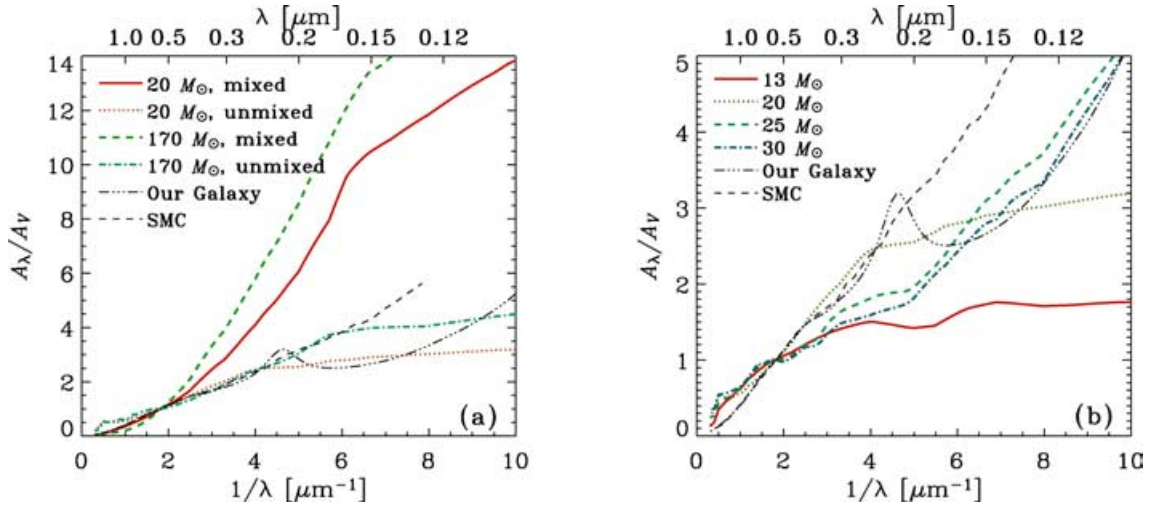 λ [μm]
1.0 0.5 0.3 0.2 0.15 0.12
14
12
10
8
6
4
2
0
A_λ/A_V
20 M⊙, mixed
20 M⊙, unmixed
170 M⊙, mixed
170 M⊙, unmixed
Our Galaxy
SMC
(a)
0 2 4 6 8 10
1/λ [μm⁻¹]
λ [μm]
1.0 0.5 0.3 0.2 0.15 0.12
5
4
3
2
1
0
A_λ/A_V
13 M⊙
20 M⊙
25 M⊙
30 M⊙
Our Galaxy
SMC
(b)
0 2 4 6 8 10
1/λ [μm⁻¹]